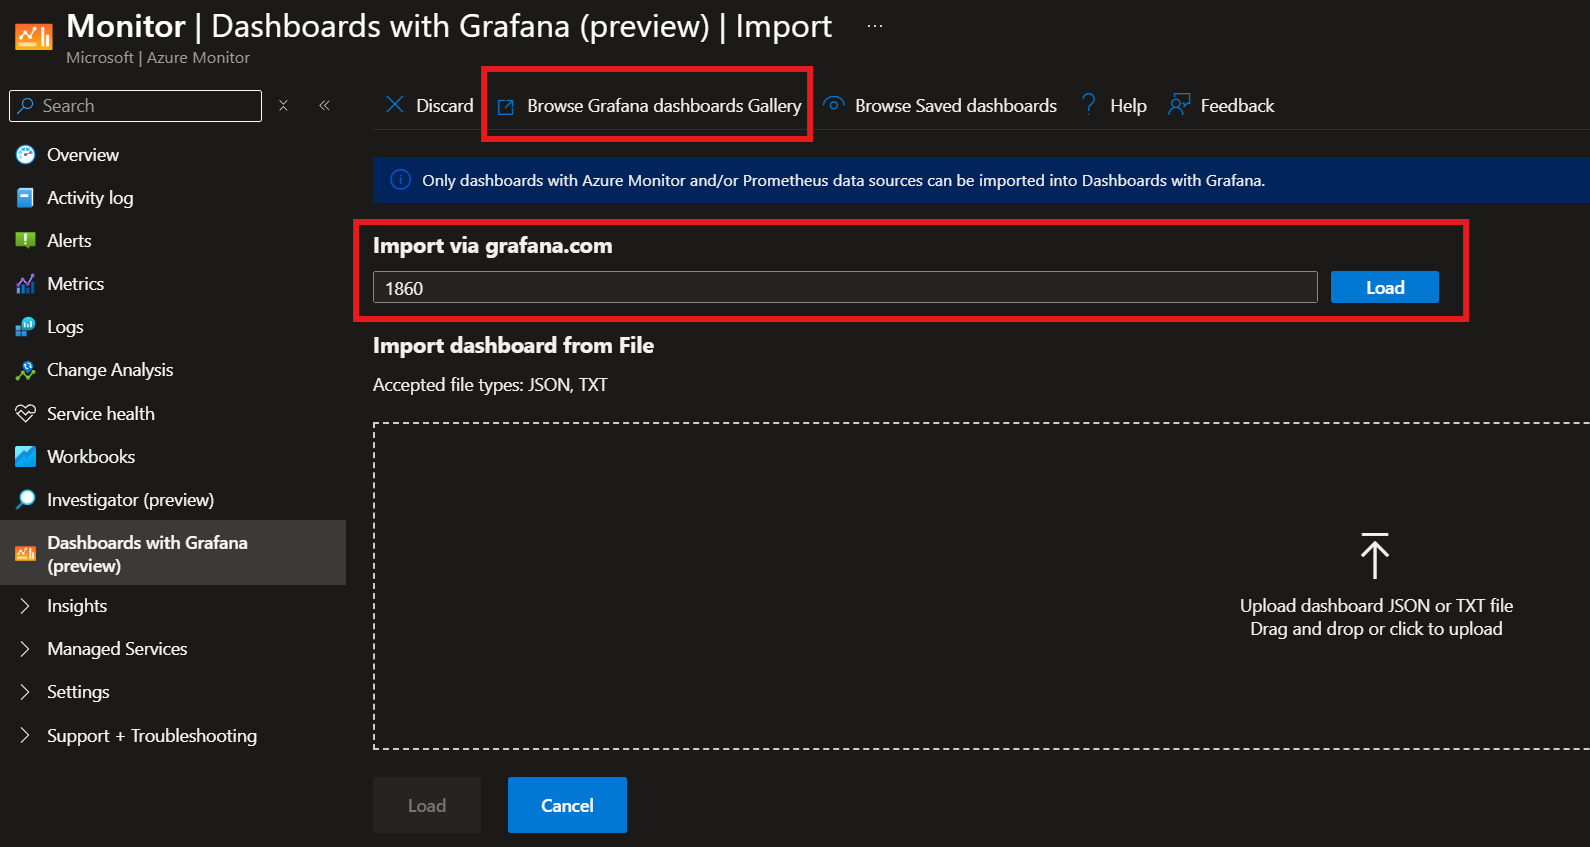 Monitor | Dashboards with Grafana (preview) | Import ...
Microsoft | Azure Monitor
Search
Discard
Browse Grafana dashboards Gallery
Browse Saved dashboards
Help
Feedback
Overview
Activity log
Alerts
Metrics
Logs
Change Analysis
Service health
Workbooks
Investigator (preview)
Dashboards with Grafana
(preview)
Insights
Managed Services
Settings
Support + Troubleshooting
Only dashboards with Azure Monitor and/or Prometheus data sources can be imported into Dashboards with Grafana.
Import via grafana.com
1860
Load
Import dashboard from File
Accepted file types: JSON, TXT
Upload dashboard JSON or TXT file
Drag and drop or click to upload
Load
Cancel